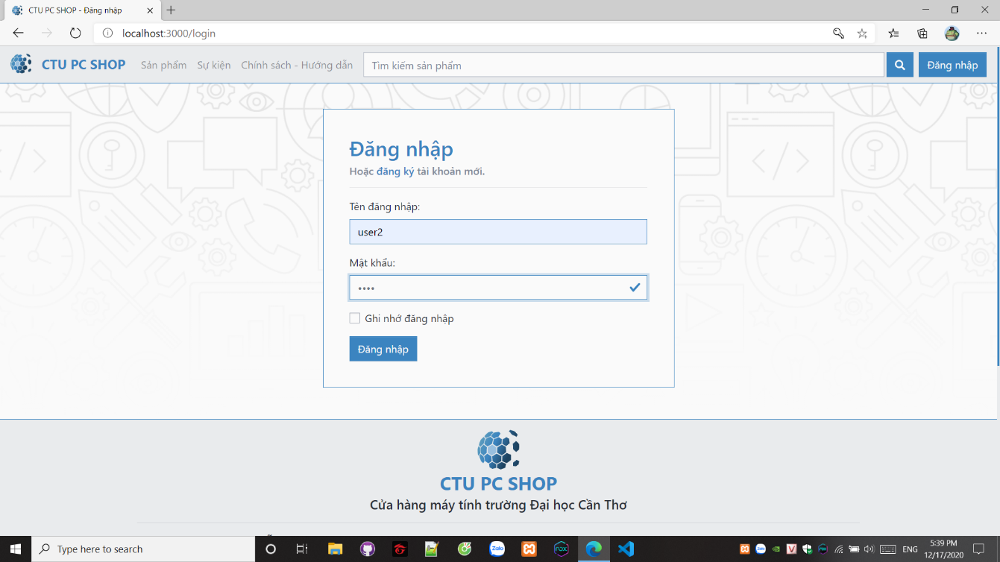 CTU PC SHOP - Đăng nhập
localhost:3000/login
CTU PC SHOP Sản phẩm Sự kiện Chính sách - Hướng dẫn Tìm kiếm sản phẩm Đăng nhập
Đăng nhập
Hoặc đăng ký tài khoản mới.
Tên đăng nhập:
user2
Mật khẩu:
••••
Ghi nhớ đăng nhập
Đăng nhập
CTU PC SHOP
Cửa hàng máy tính trường Đại học Cần Thơ
Type here to search
Zalo
nox
ENG
5:39 PM
12/17/2020